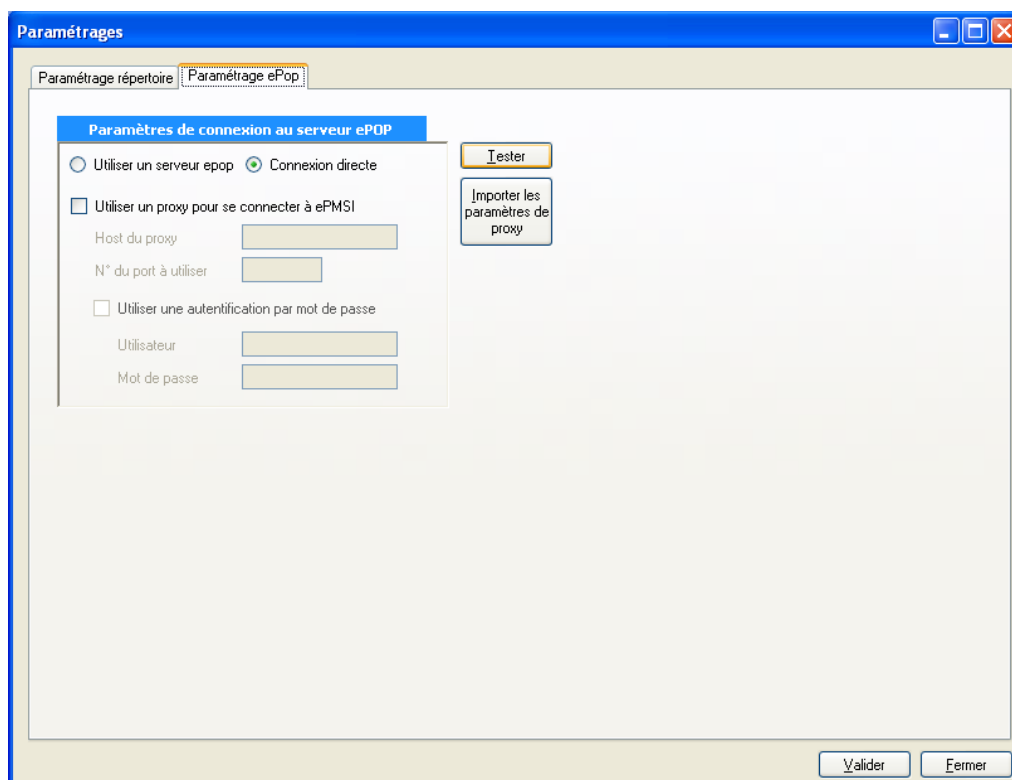 Paramétrages
Paramétrage répertoire Paramétrage ePop
Paramètres de connexion au serveur ePOP
Utiliser un serveur epop Connexion directe
Tester
Utiliser un proxy pour se connecter à ePMSI
Importer les
paramètres de
proxy
Host du proxy
N° du port à utiliser
Utiliser une autentification par mot de passe
Utilisateur
Mot de passe
Valider Fermer